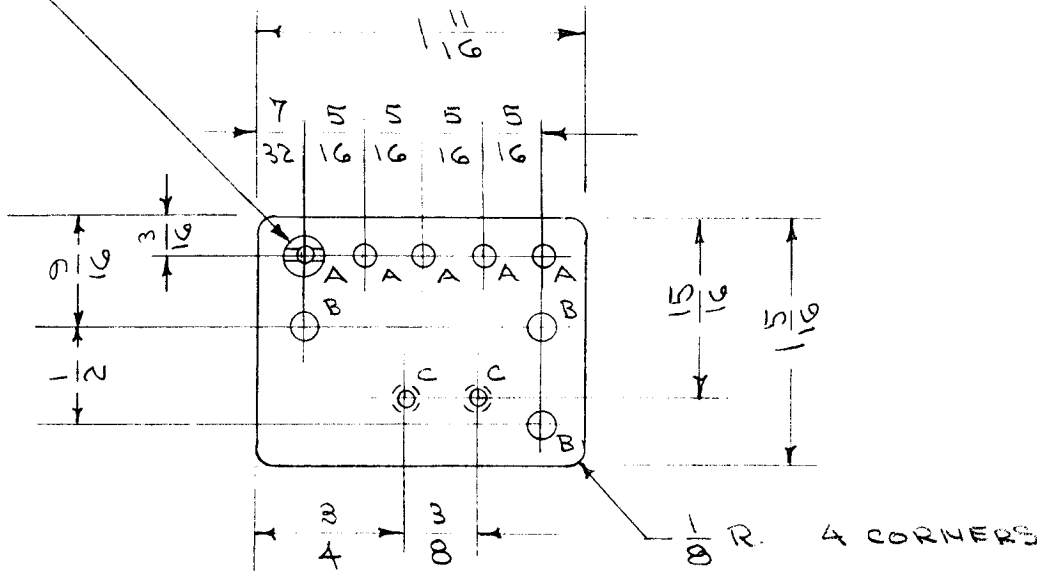 1 11/16
7/32 5/16 5/16 5/16 5/16
3/16
9/16
A A A A A
B B
15/16
1 5/16
1/2
C C
B
3/4 3/8
1/8 R. 4 CORNERS